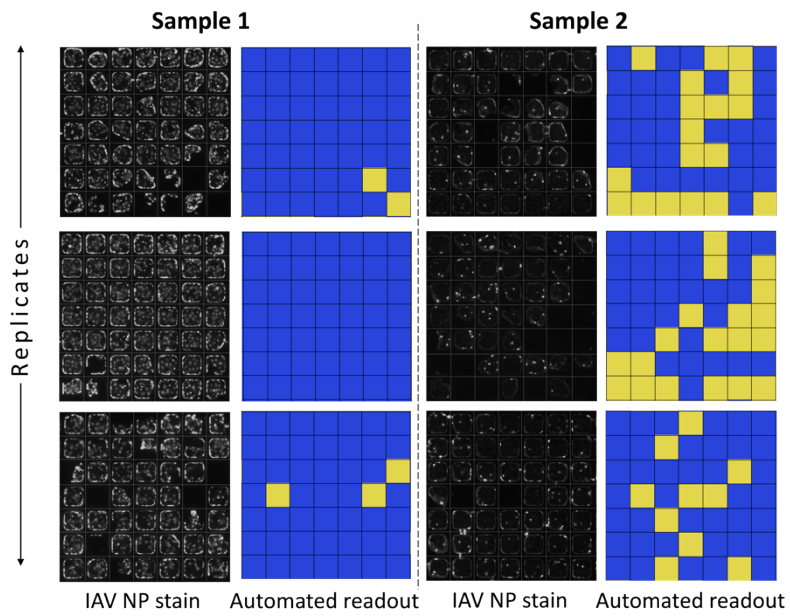 Sample 1
Sample 2
Replicates
IAV NP stain
Automated readout
IAV NP stain
Automated readout